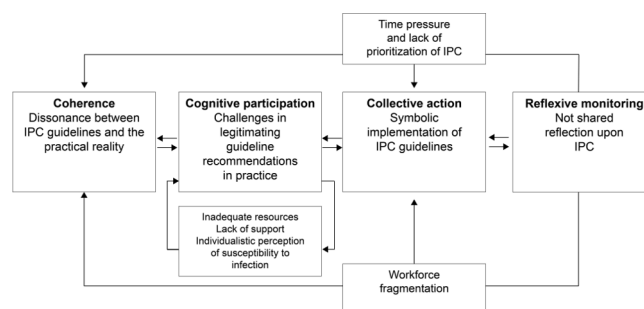 Time pressure
and lack of
prioritization of IPC
Coherence
Dissonance between
IPC guidelines and the
practical reality
Cognitive participation
Challenges in
legitimating
guideline
recommendations
in practice
Collective action
Symbolic
implementation of
IPC guidelines
Reflexive monitoring
Not shared
reflection upon
IPC
Inadequate resources
Lack of support
Individualistic perception
of susceptibility to
infection
Workforce
fragmentation